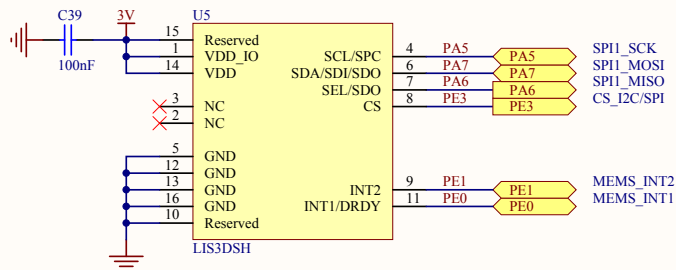 C39
3V
U5
100nF
15 Reserved
1 VDD_IO
14 VDD
3 NC
2 NC
5 GND
12 GND
13 GND
16 GND
10 Reserved
SCL/SPC 4 PA5 PA5 SPI1_SCK
SDA/SDI/SDO 6 PA7 PA7 SPI1_MOSI
SEL/SDO 7 PA6 PA6 SPI1_MISO
CS 8 PE3 PE3 CS_I2C/SPI
INT2 9 PE1 PE1 MEMS_INT2
INT1/DRDY 11 PE0 PE0 MEMS_INT1
LIS3DSH